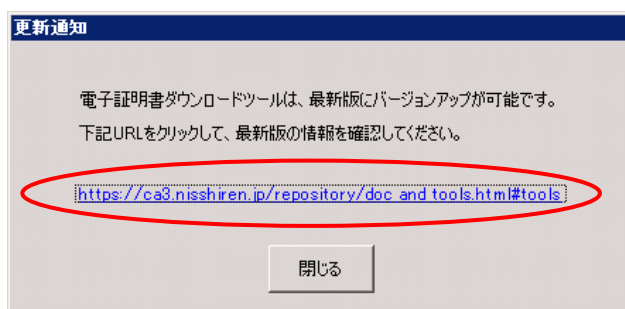 更新通知
電子証明書ダウンロードツールは、最新版にバージョンアップが可能です。
下記URLをクリックして、最新版の情報を確認してください。
https://ca3.nisshiren.jp/repository/doc_and_tools.html#tools
閉じる